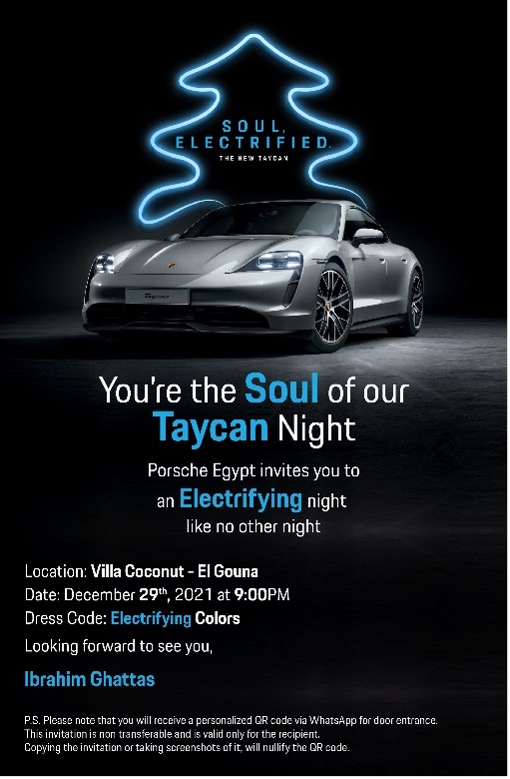 SOUL,
ELECTRIFIED.
THE NEW TAYCAN
You're the Soul of our
Taycan Night
Porsche Egypt invites you to
an Electrifying night
like no other night
Location: Villa Coconut - El Gouna
Date: December 29th, 2021 at 9:00PM
Dress Code: Electrifying Colors
Looking forward to see you,
Ibrahim Ghattas
P.S. Please note that you will receive a personalized QR code via WhatsApp for door entrance.
This invitation is non transferable and is valid only for the recipient.
Copying the invitation or taking screenshots of it, will nullify the QR code.